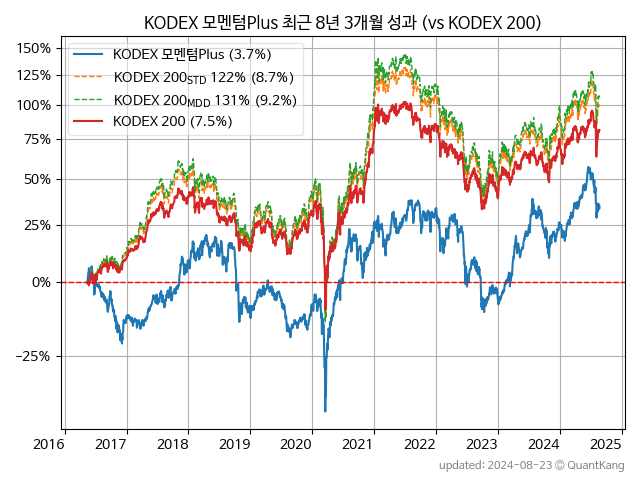 KODEX 모멘텀Plus 최근 8년 3개월 성과 (vs KODEX 200)
150%
125%
100%
75%
50%
25%
0%
−25%
KODEX 모멘텀Plus (3.7%)
KODEX 200STD 122% (8.7%)
KODEX 200MDD 131% (9.2%)
KODEX 200 (7.5%)
2016 2017 2018 2019 2020 2021 2022 2023 2024 2025
updated: 2024-08-23 © QuantKang